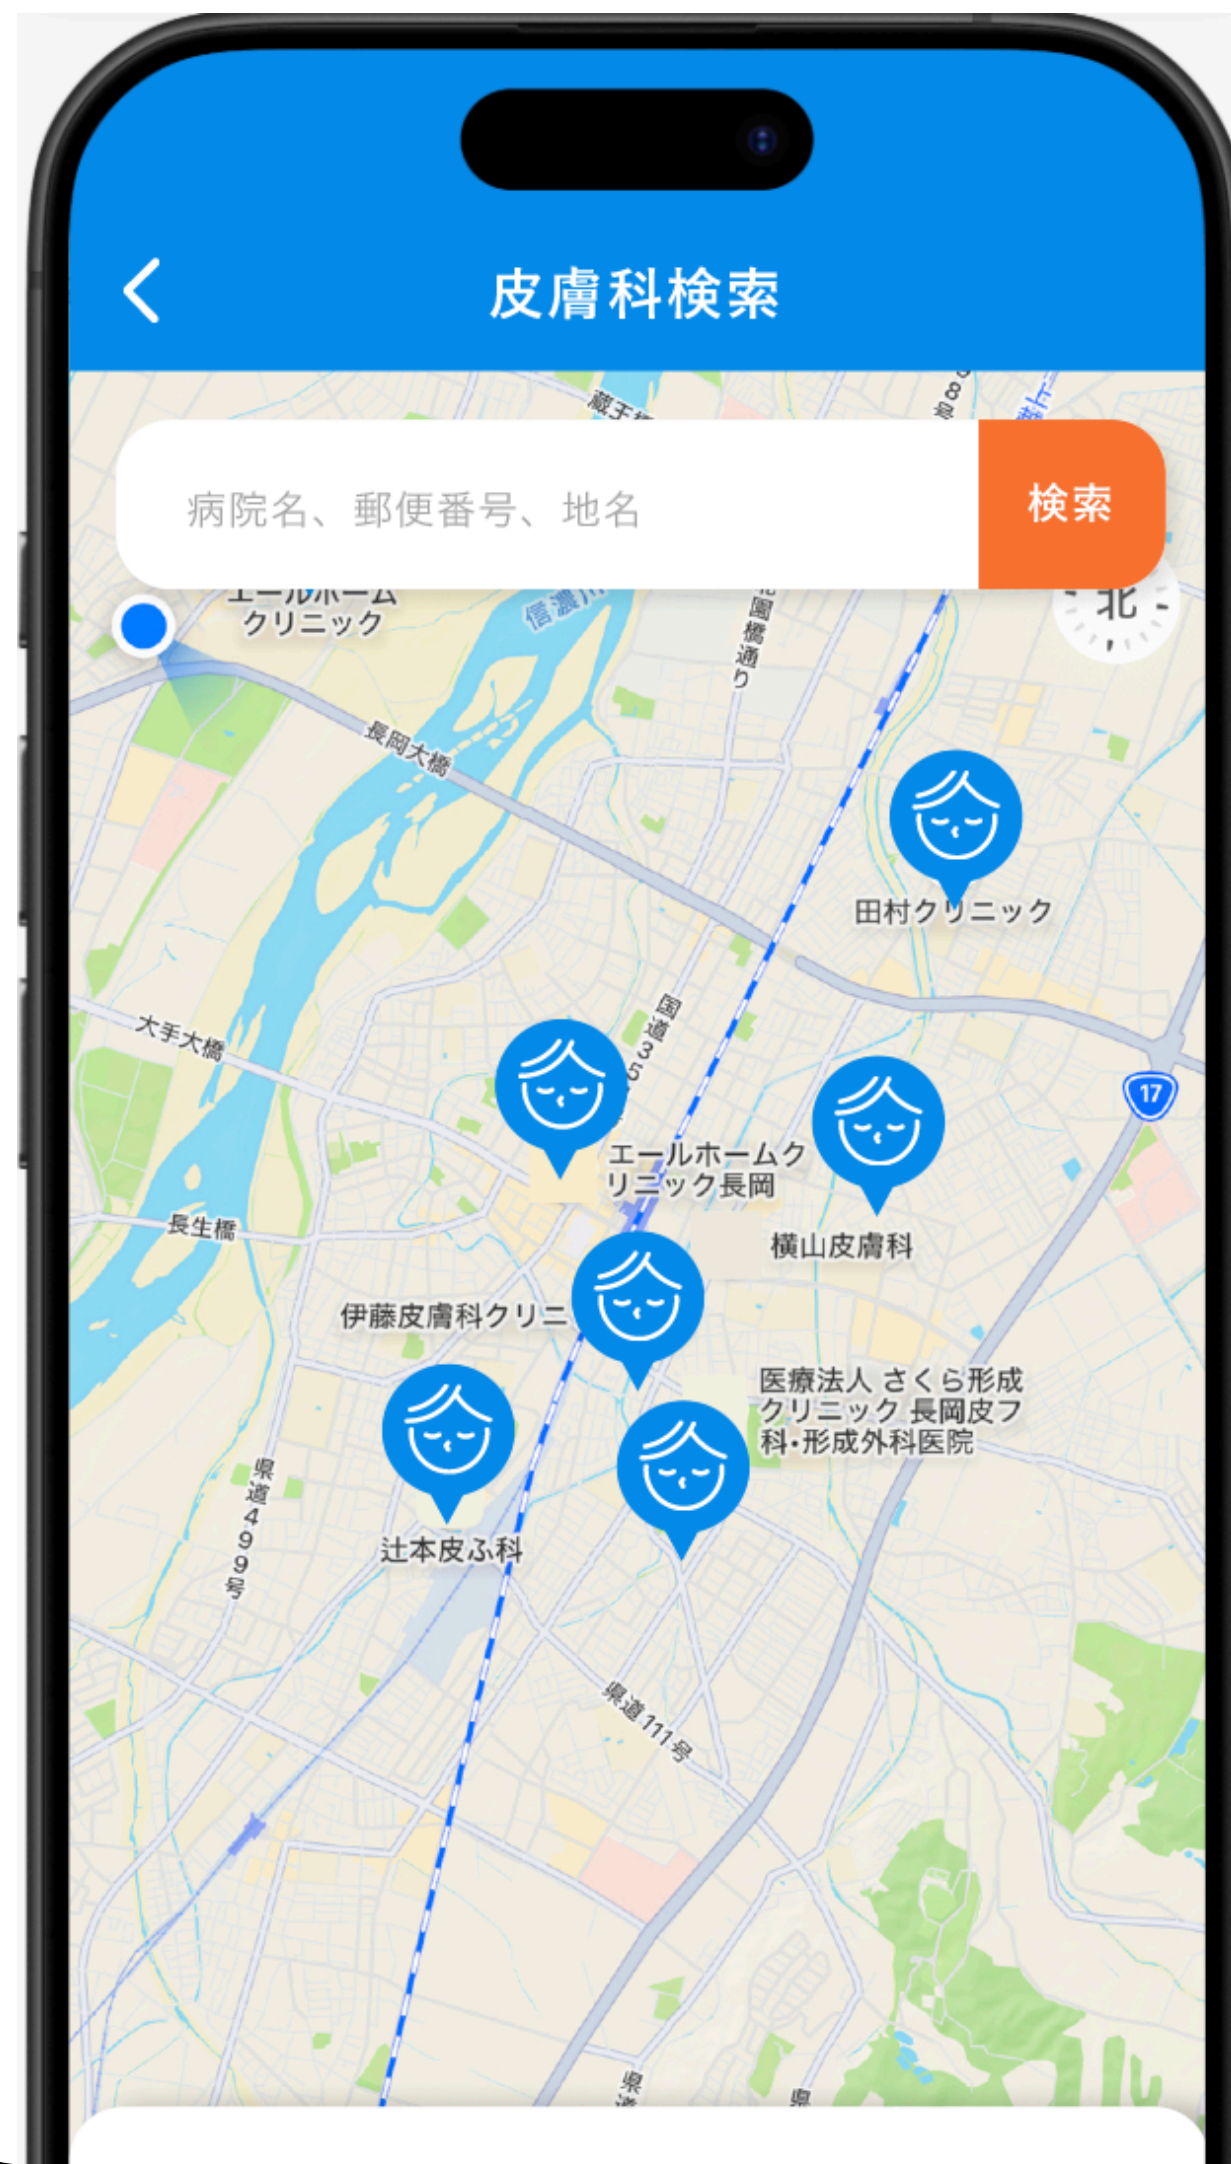 皮膚科検索
病院名、郵便番号、地名
検索
北
エールホーム
クリニック
信濃川
長岡大橋
田村クリニック
大手大橋
17
エールホームク
リニック長岡
長生橋
横山皮膚科
伊藤皮膚科クリニ
医療法人 さくら形成
クリニック 長岡皮フ
科・形成外科医院
県道499号
辻本皮ふ科
県道111号